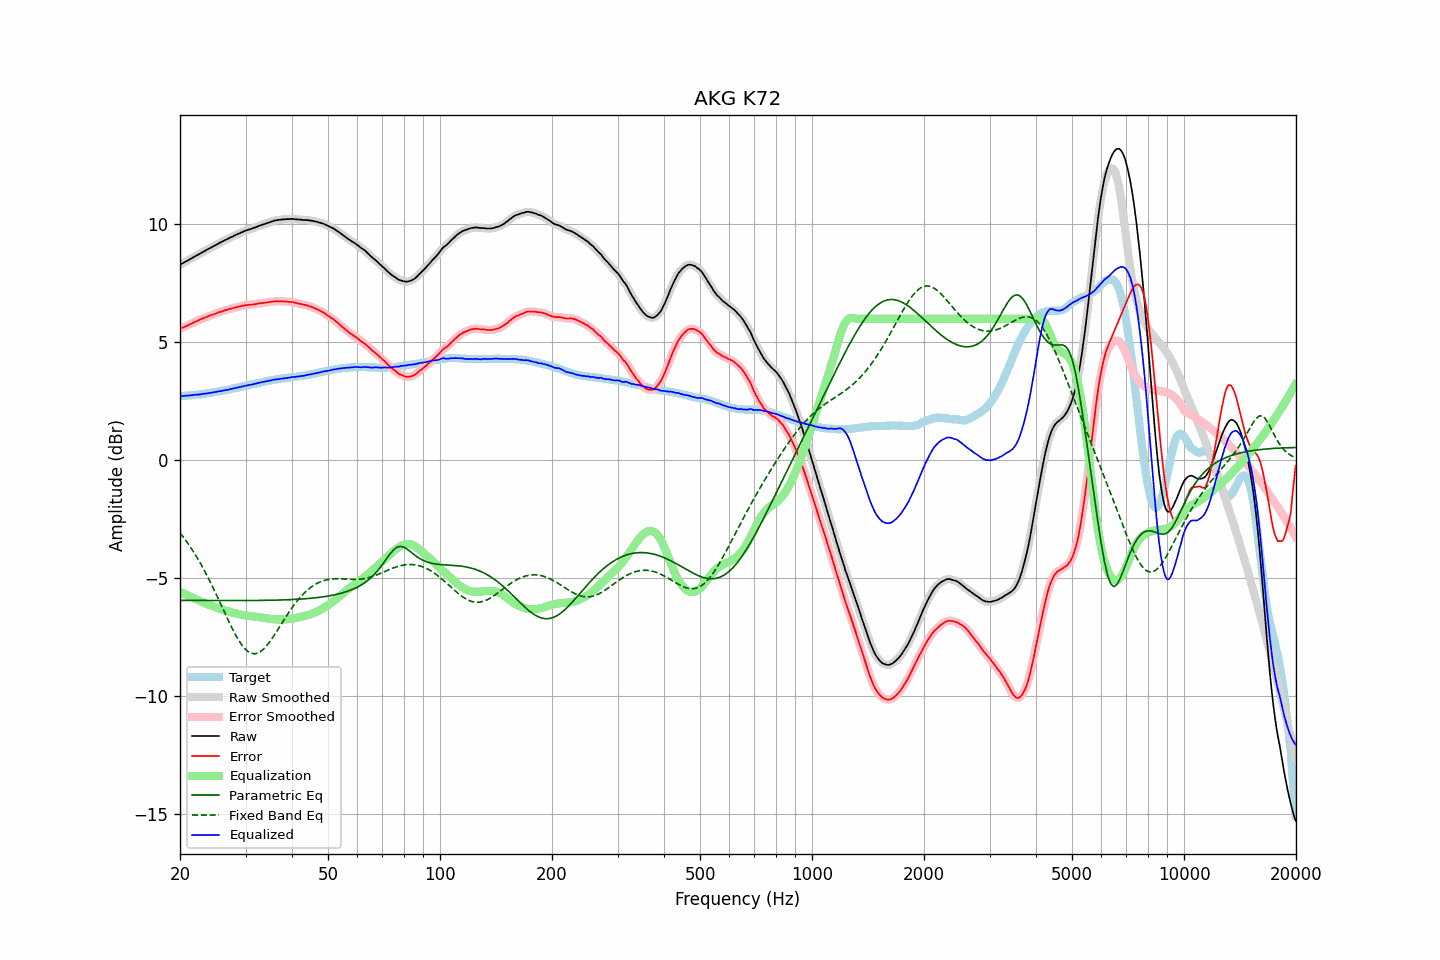 AKG K72
Amplitude (dBr)
10
5
0
−5
−10
−15
Target
Raw Smoothed
Error Smoothed
Raw
Error
Equalization
Parametric Eq
Fixed Band Eq
Equalized
20 50 100 200 500 1000 2000 5000 10000 20000
Frequency (Hz)